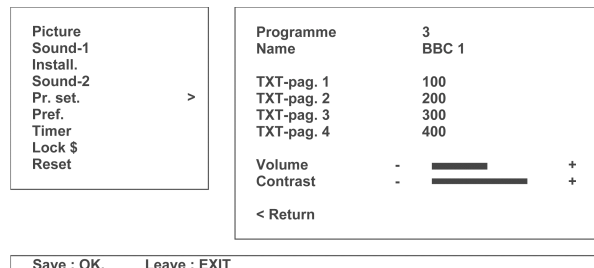 Picture
Sound-1
Install.
Sound-2
Pr. set. >
Pref.
Timer
Lock $
Reset
Programme 3
Name BBC 1
TXT-pag. 1 100
TXT-pag. 2 200
TXT-pag. 3 300
TXT-pag. 4 400
Volume - +
Contrast - +
< Return
Save : OK. Leave : EXIT